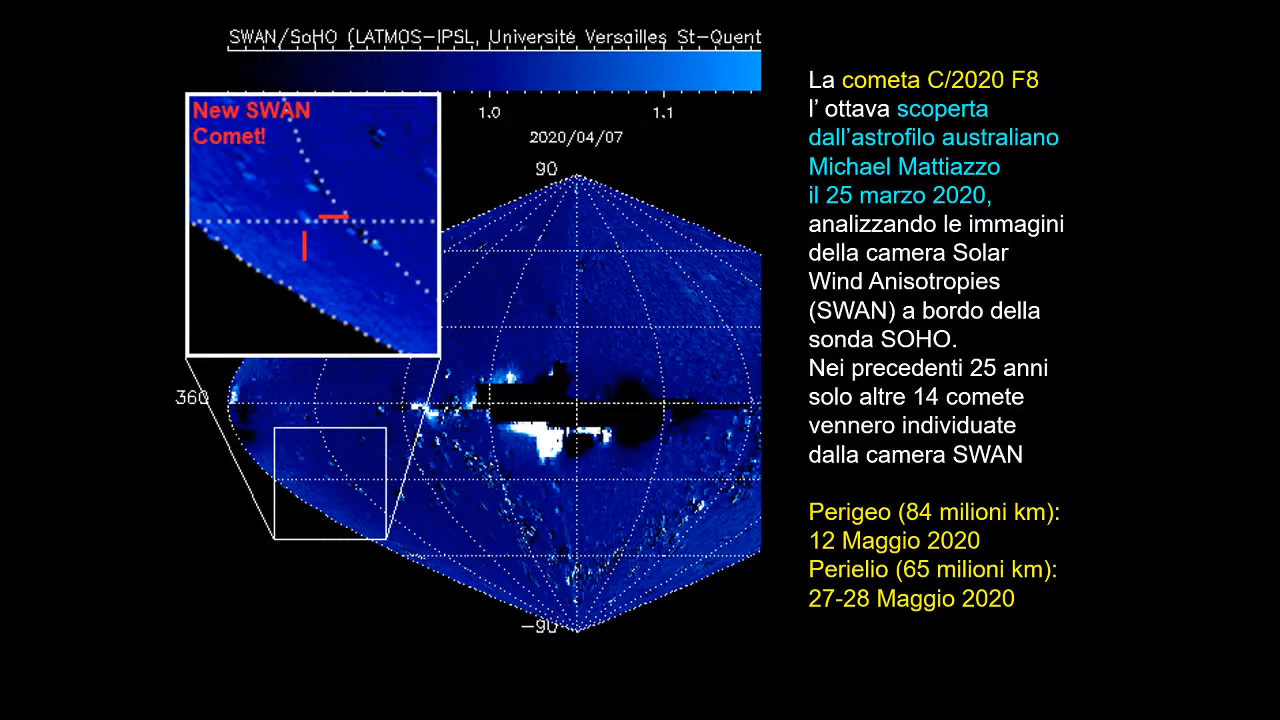 SWAN/SoHO (LATMOS-IPSL, Université Versailles St-Quent
New SWAN
Comet!
1.0
1.1
2020/04/07
90
360
−90
La cometa C/2020 F8
l’ ottava scoperta
dall’astrofilo australiano
Michael Mattiazzo
il 25 marzo 2020,
analizzando le immagini
della camera Solar
Wind Anisotropies
(SWAN) a bordo della
sonda SOHO.
Nei precedenti 25 anni
solo altre 14 comete
vennero individuate
dalla camera SWAN
Perigeo (84 milioni km):
12 Maggio 2020
Perielio (65 milioni km):
27-28 Maggio 2020